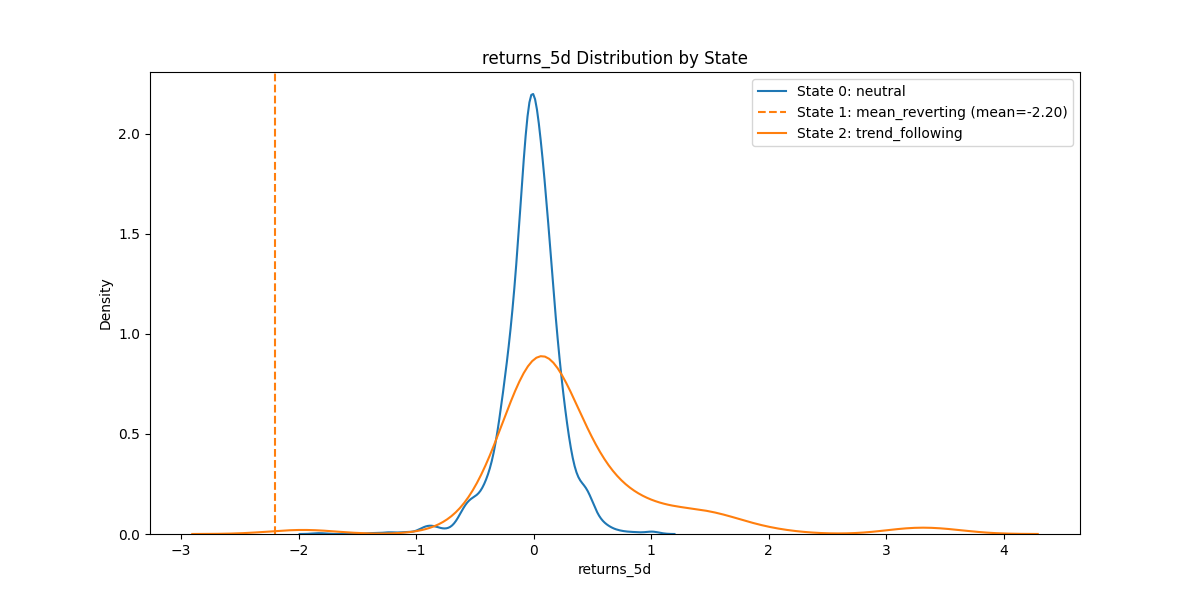 returns_5d Distribution by State
State 0: neutral
State 1: mean_reverting (mean=-2.20)
State 2: trend_following
Density
2.0
1.5
1.0
0.5
0.0
−3
−2
−1
0
1
2
3
4
returns_5d